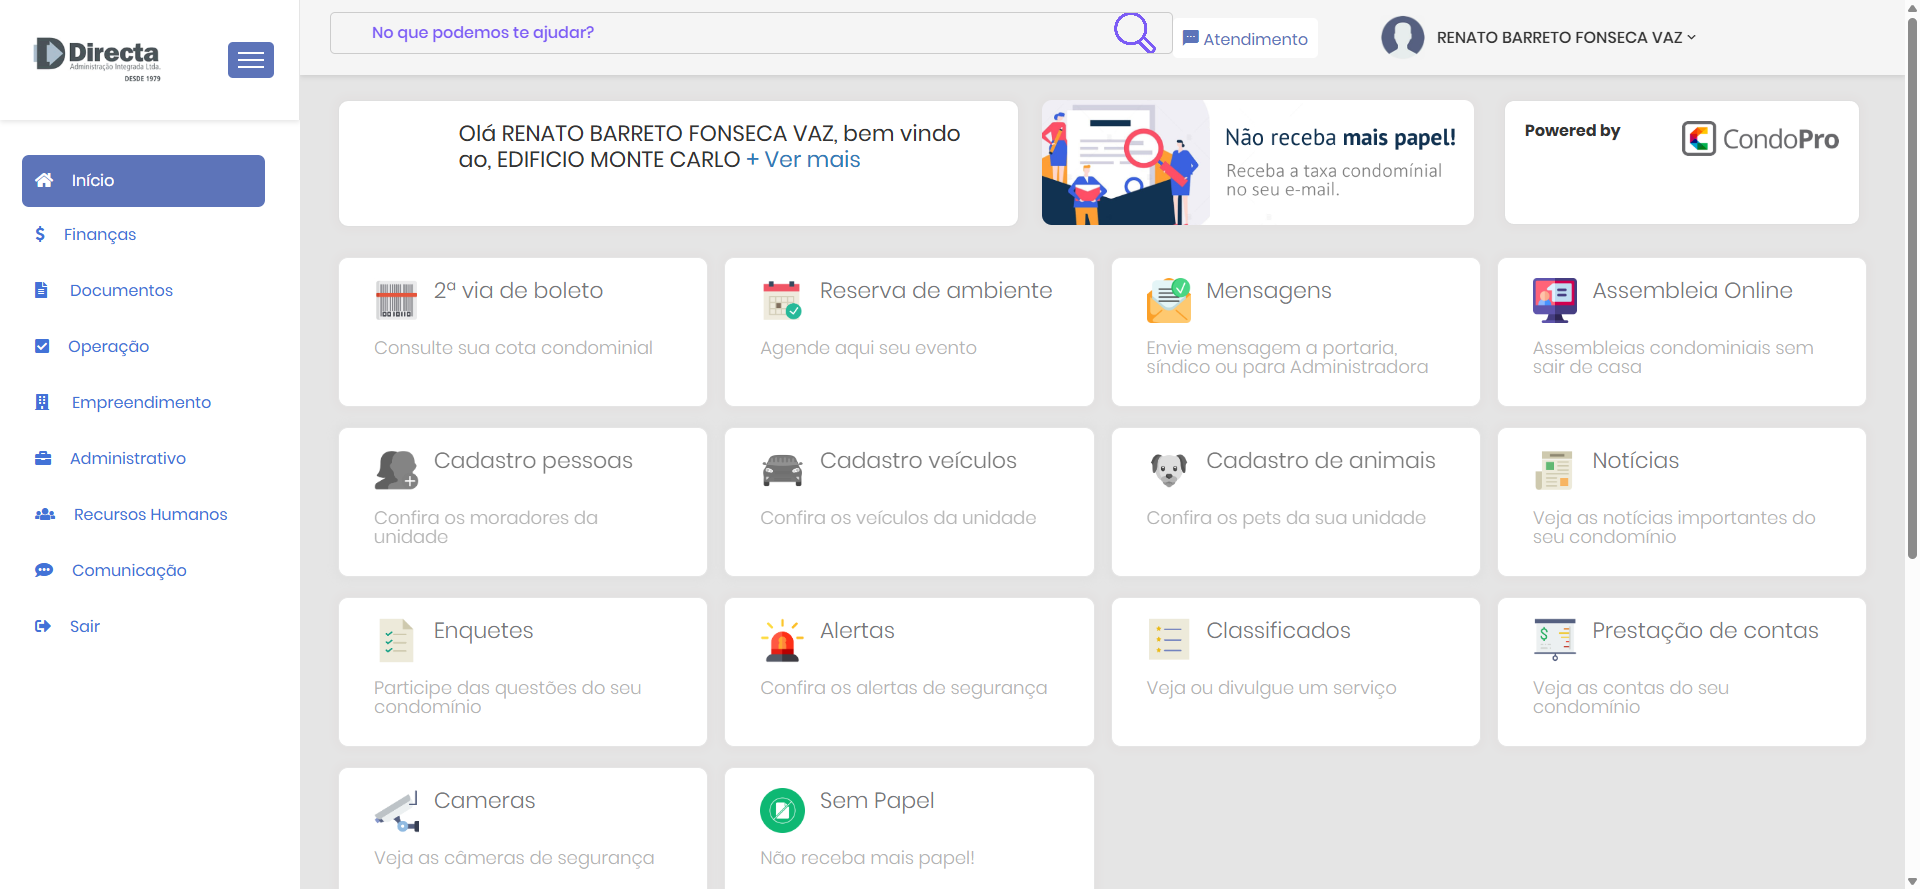 Directa
Administração Integrada Ltda.
DESDE 1979
No que podemos te ajudar?
Atendimento
RENATO BARRETO FONSECA VAZ
Início
Finanças
Documentos
Operação
Empreendimento
Administrativo
Recursos Humanos
Comunicação
Sair
Olá RENATO BARRETO FONSECA VAZ, bem vindo
ao, EDIFICIO MONTE CARLO + Ver mais
Não receba mais papel!
Receba a taxa condomínial
no seu e-mail.
Powered by
CondoPro
2ª via de boleto
Consulte sua cota condominial
Reserva de ambiente
Agende aqui seu evento
Mensagens
Envie mensagem a portaria,
síndico ou para Administradora
Assembleia Online
Assembleias condominiais sem
sair de casa
Cadastro pessoas
Confira os moradores da
unidade
Cadastro veículos
Confira os veículos da unidade
Cadastro de animais
Confira os pets da sua unidade
Notícias
Veja as notícias importantes do
seu condomínio
Enquetes
Participe das questões do seu
condomínio
Alertas
Confira os alertas de segurança
Classificados
Veja ou divulgue um serviço
Prestação de contas
Veja as contas do seu
condomínio
Cameras
Veja as câmeras de segurança
Sem Papel
Não receba mais papel!